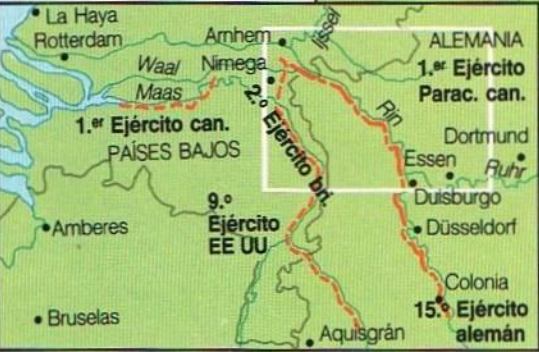 La Haya
Rotterdam
Arnhem
Ijssel
ALEMANIA
Waal
Nimega
1.er Ejército
Parac. can.
Maas
Rin
1.er Ejército can.
2.º Ejército bri.
PAÍSES BAJOS
Dortmund
Essen
Ruhr
Duisburgo
9.º
Ejército
EE UU
Amberes
Düsseldorf
Colonia
15.º Ejército
alemán
Bruselas
Aquisgrán